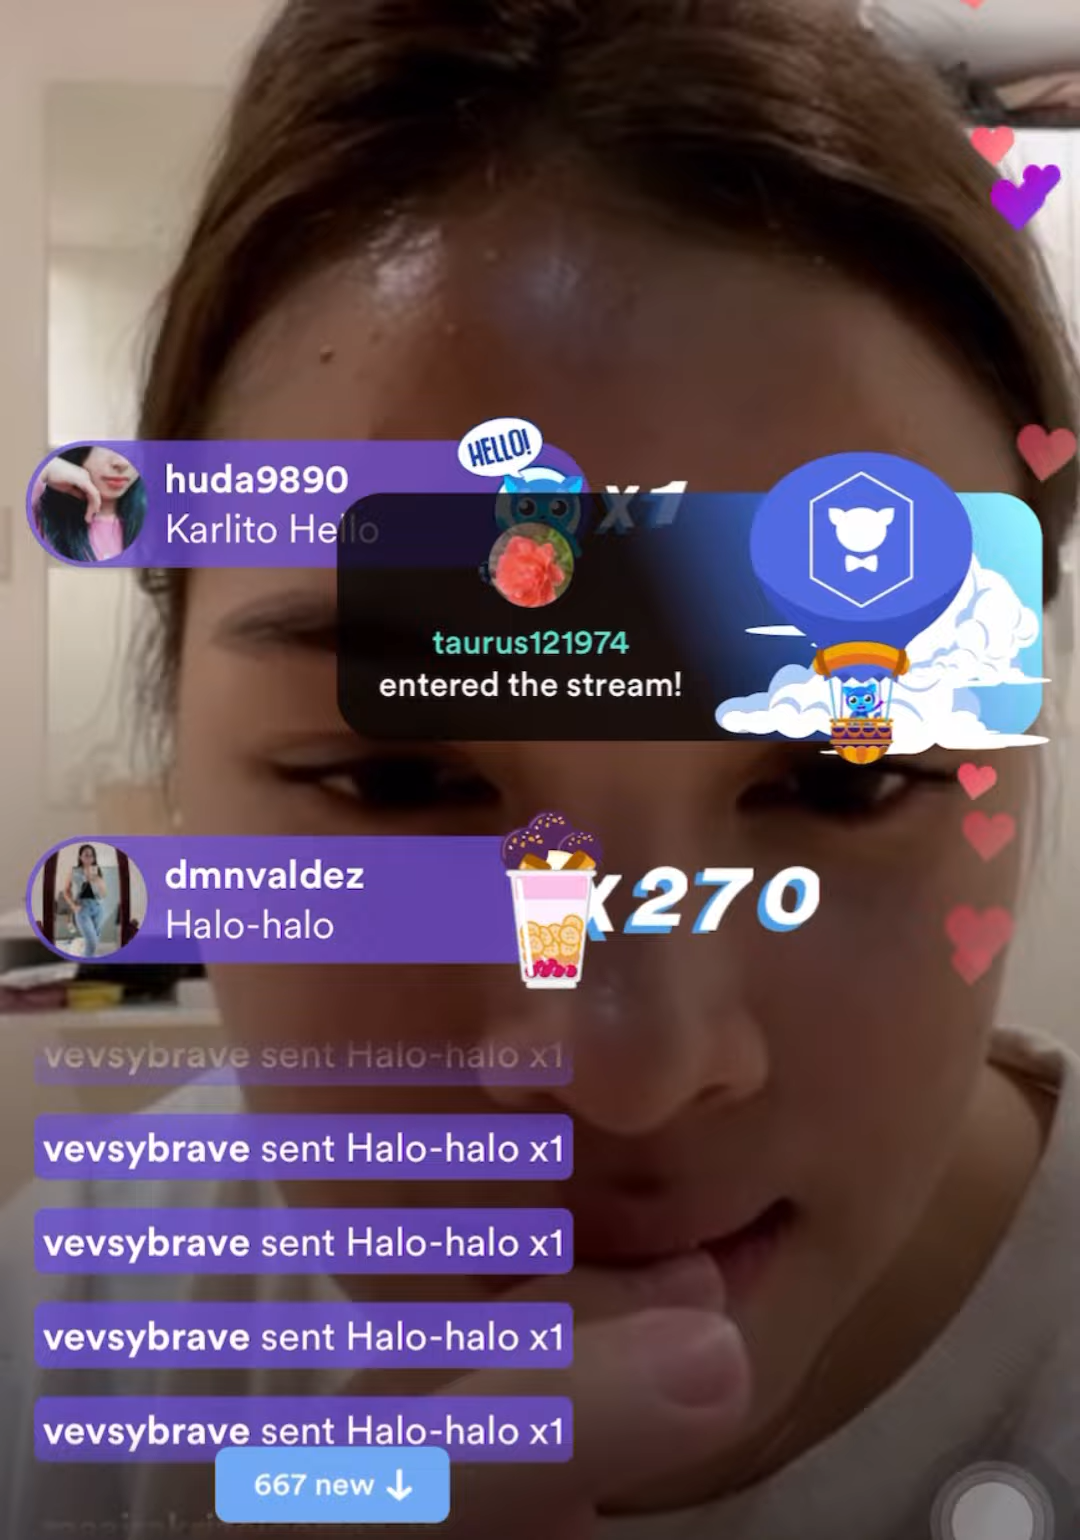 HELLO!
huda9890
Karlito Hello
x1
taurus121974
entered the stream!
dmnvaldez
Halo-halo
x270
vevsybrave sent Halo-halo x1
vevsybrave sent Halo-halo x1
vevsybrave sent Halo-halo x1
vevsybrave sent Halo-halo x1
vevsybrave sent Halo-halo x1
667 new ↓